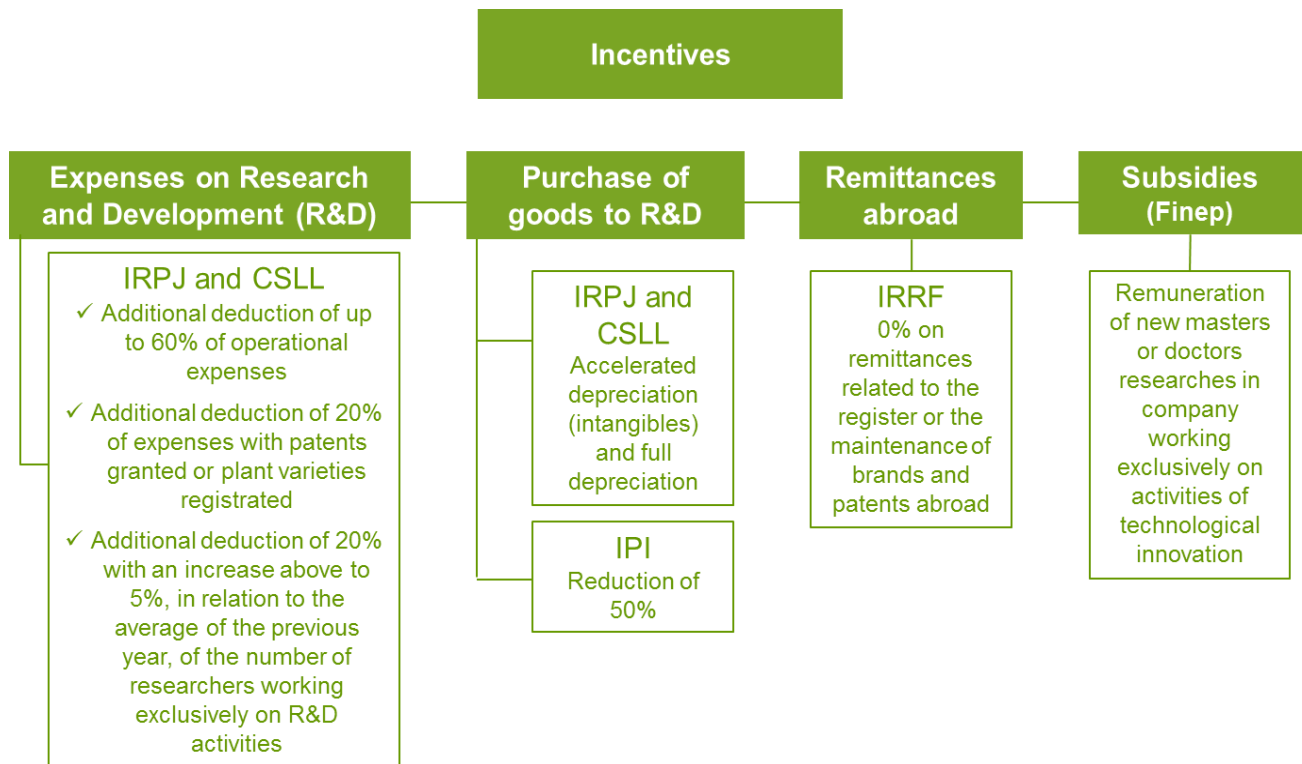 Incentives
Expenses on Research
and Development (R&D)
IRPJ and CSLL
✓ Additional deduction of up
to 60% of operational
expenses
✓ Additional deduction of 20%
of expenses with patents
granted or plant varieties
registrated
✓ Additional deduction of 20%
with an increase above to
5%, in relation to the
average of the previous
year, of the number of
researchers working
exclusively on R&D
activities
Purchase of
goods to R&D
IRPJ and
CSLL
Accelerated
depreciation
(intangibles)
and full
depreciation
IPI
Reduction of
50%
Remittances
abroad
IRRF
0% on
remittances
related to the
register or the
maintenance of
brands and
patents abroad
Subsidies
(Finep)
Remuneration
of new masters
or doctors
researches in
company
working
exclusively on
activities of
technological
innovation